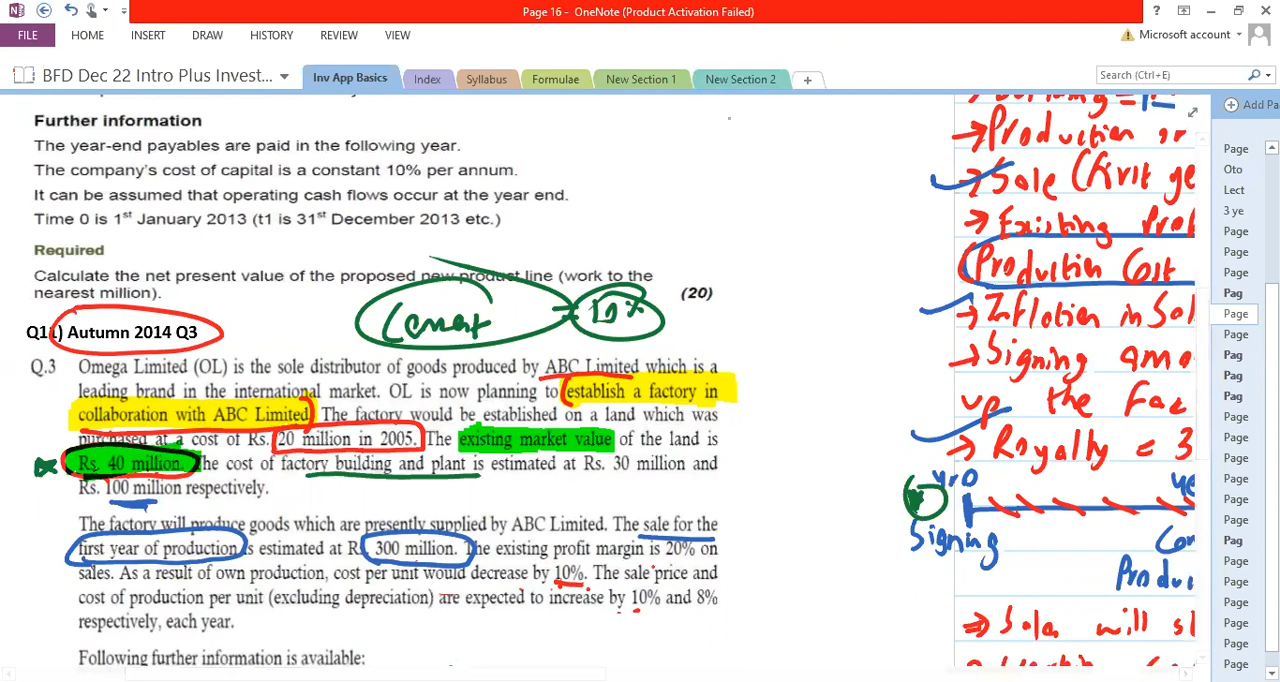 Page 16 - OneNote (Product Activation Failed)
FILE HOME INSERT DRAW HISTORY REVIEW VIEW
Microsoft account
BFD Dec 22 Intro Plus Invest...
Inv App Basics Index Syllabus Formulae New Section 1 New Section 2
Search (Ctrl+E)
Add Pa
Further information
The year-end payables are paid in the following year.
The company's cost of capital is a constant 10% per annum.
It can be assumed that operating cash flows occur at the year end.
Time 0 is 1st January 2013 (t1 is 31st December 2013 etc.)
Required
Calculate the net present value of the proposed new product line (work to the
nearest million).
(20)
10%
Autumn 2014 Q3
Q.3 Omega Limited (OL) is the sole distributor of goods produced by ABC Limited which is a
leading brand in the international market. OL is now planning to establish a factory in
collaboration with ABC Limited. The factory would be established on a land which was
purchased at a cost of Rs. 20 million in 2005. The existing market value of the land is
Rs. 40 million. The cost of factory building and plant is estimated at Rs. 30 million and
Rs. 100 million respectively.
The factory will produce goods which are presently supplied by ABC Limited. The sale for the
first year of production is estimated at Rs. 300 million. The existing profit margin is 20% on
sales. As a result of own production, cost per unit would decrease by 10%. The sale price and
cost of production per unit (excluding depreciation) are expected to increase by 10% and 8%
respectively, each year.
Following further information is available:
→ Production or
→ Sale (first ye
→ Existing Prof
(Production Cost
→ Inflation in Sal
→ Signing amo
up the Fac
→ Royalty = 3
yr0 ye
Signing
Co
Produ
⇒ Sales will s
Page
Oto
Lect
3 ye
Page
Page
Page
Pag
Page
Page
Pag
Pag
Pag
Page
Page
Page
Page
Page
Page
Pag
Page
Page
Page
Page
Page
Page